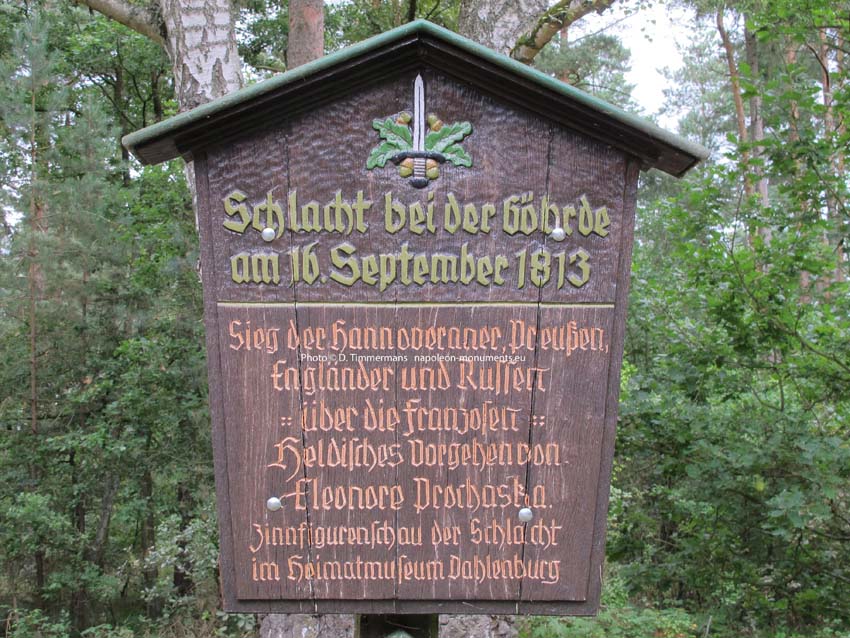 Schlacht bei der Göhrde
am 16. September 1813
Sieg der Hannoveraner, Preußen,
Photo © D. Timmermans napoleon-monuments.eu
Engländer und Russen
:: über die Franzosen ::
Heldisches Vorgehen von
Eleonore Prochaska.
Zinnfigurenschau der Schlacht
im Heimatmuseum Dahlenburg